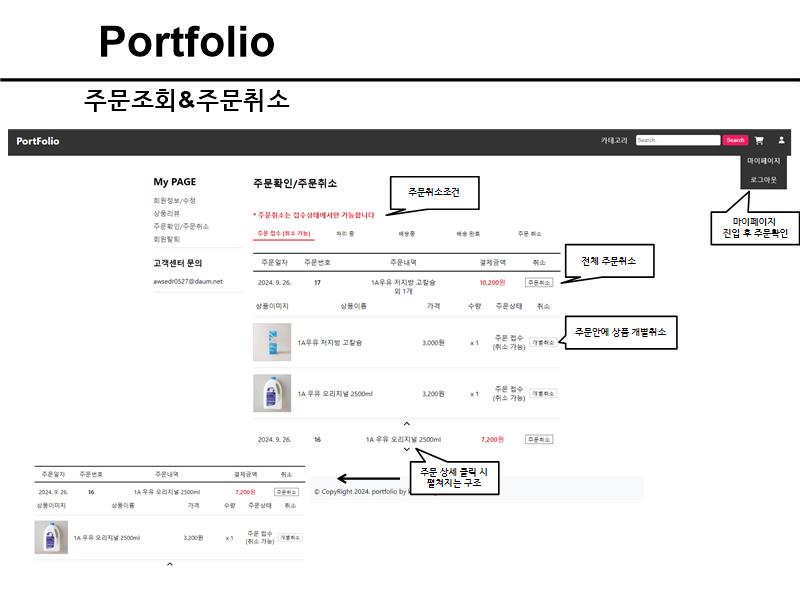 Portfolio
주문조회&주문취소
PortFolio
카테고리
Search
Search
마이페이지
로그아웃
마이페이지
진입 후 주문확인
My PAGE
회원정보/수정
상품리뷰
주문확인/주문취소
회원탈퇴
고객센터 문의
awsedr0527@daum.net
주문확인/주문취소
주문취소조건
* 주문취소는 접수상태에서만 가능합니다
주문 접수 (취소 가능) 처리 중 배송중 배송 완료 주문 취소
전체 주문취소
주문일자 주문번호 주문내역 결제금액 취소
2024. 9. 26. 17 1A우유 저지방 고칼슘 10,200원 주문취소
외 1개
상품이미지 상품이름 가격 수량 주문상태 취소
주문안에 상품 개별취소
1A우유 저지방 고칼슘 3,000원 x 1 주문 접수 (취소 가능) 개별취소
1A 우유 오리지널 2500ml 3,200원 x 1 주문 접수 (취소 가능) 개별취소
2024. 9. 26. 16 1A 우유 오리지널 2500ml 7,200원 주문취소
주문 상세 클릭 시
펼쳐지는 구조
© CopyRight 2024. portfolio by
주문일자 주문번호 주문내역 결제금액 취소
2024. 9. 26. 16 1A 우유 오리지널 2500ml 7,200원 주문취소
상품이미지 상품이름 가격 수량 주문상태 취소
1A 우유 오리지널 2500ml 3,200원 x 1 주문 접수 (취소 가능) 개별취소